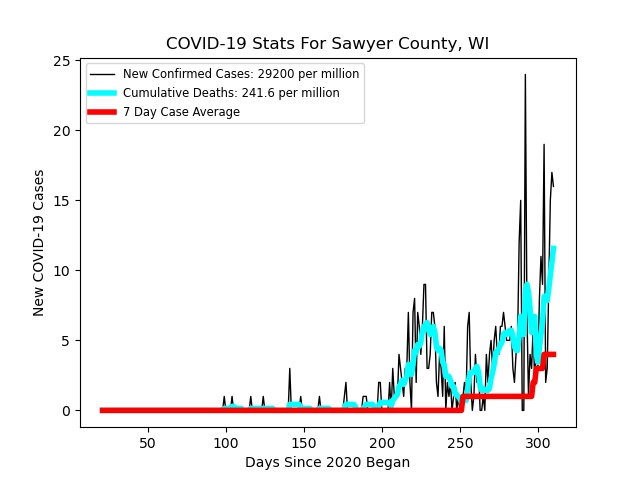 COVID-19 Stats For Sawyer County, WI
New Confirmed Cases: 29200 per million
Cumulative Deaths: 241.6 per million
7 Day Case Average
25
20
15
10
5
0
New COVID-19 Cases
50 100 150 200 250 300
Days Since 2020 Began